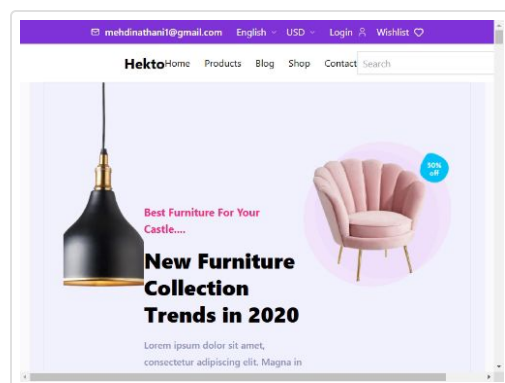 mehdinathani1@gmail.com English USD Login Wishlist
Hekto Home Products Blog Shop Contact Search
50%
off
Best Furniture For Your
Castle....
New Furniture
Collection
Trends in 2020
Lorem ipsum dolor sit amet,
consectetur adipiscing elit. Magna in